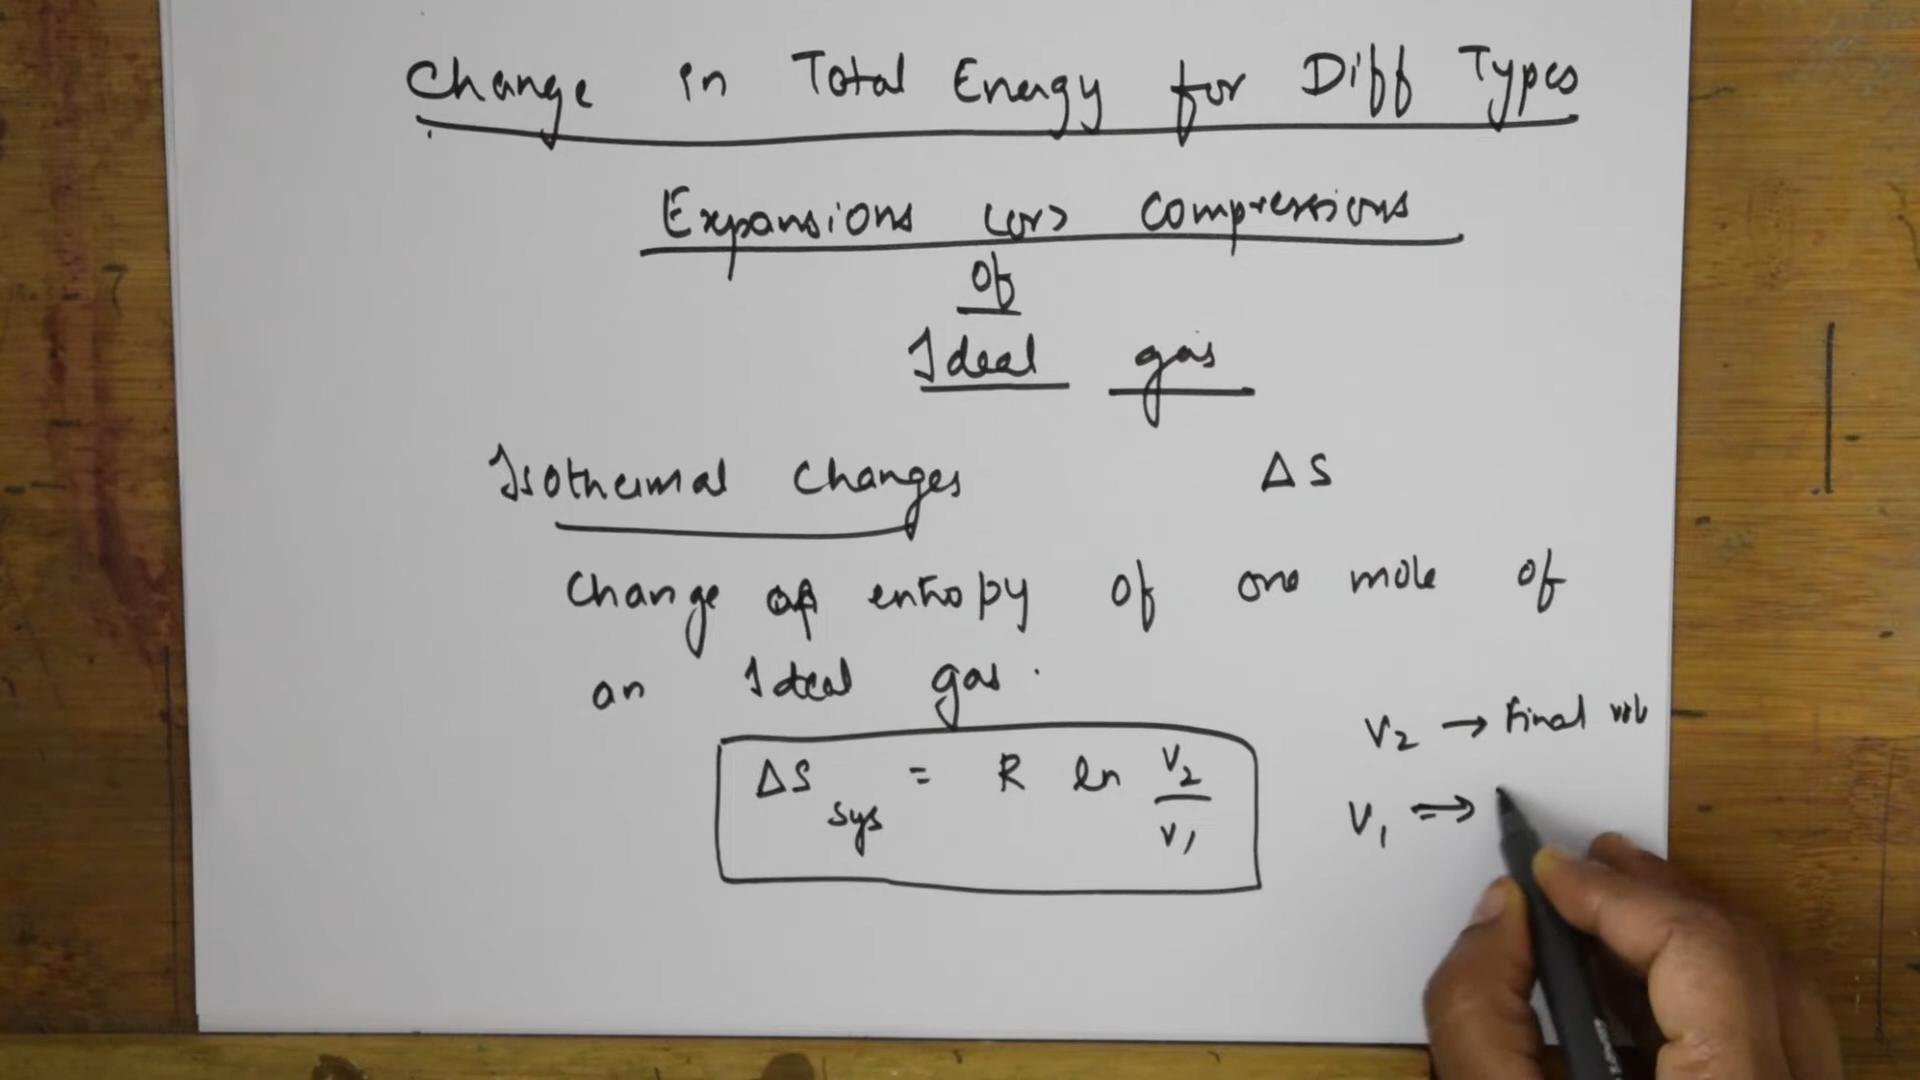 Change in Total Energy for Diff Types
Expansions (or) Compressions
of
Ideal gas
Isothermal Changes ΔS
Change of entropy of one mole of
an Ideal gas.
V₂ → Final vol
ΔS sys = R ln V₂/V₁
V₁ ⇒